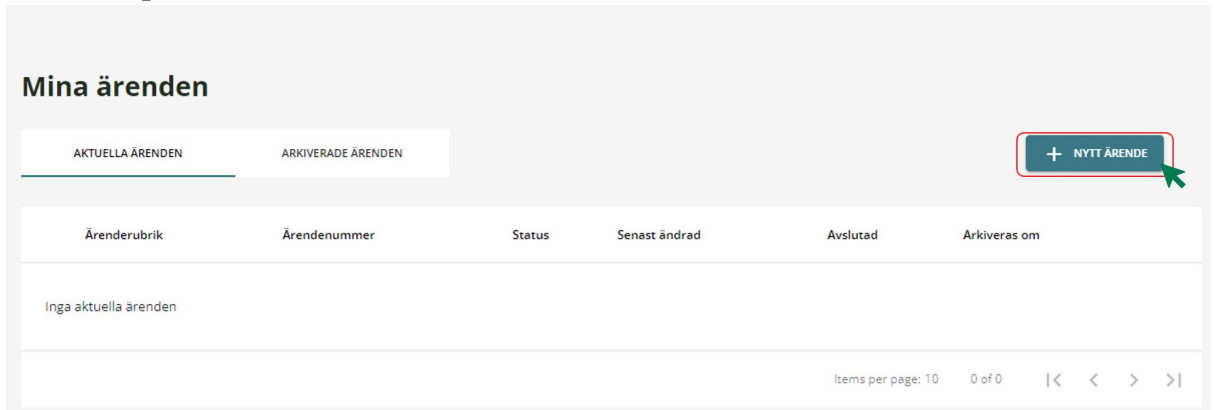 Mina ärenden
AKTUELLA ÄRENDEN ARKIVERADE ÄRENDEN + NYTT ÄRENDE
Ärenderubrik Ärendenummer Status Senast ändrad Avslutad Arkiveras om
Inga aktuella ärenden
Items per page: 10 0 of 0